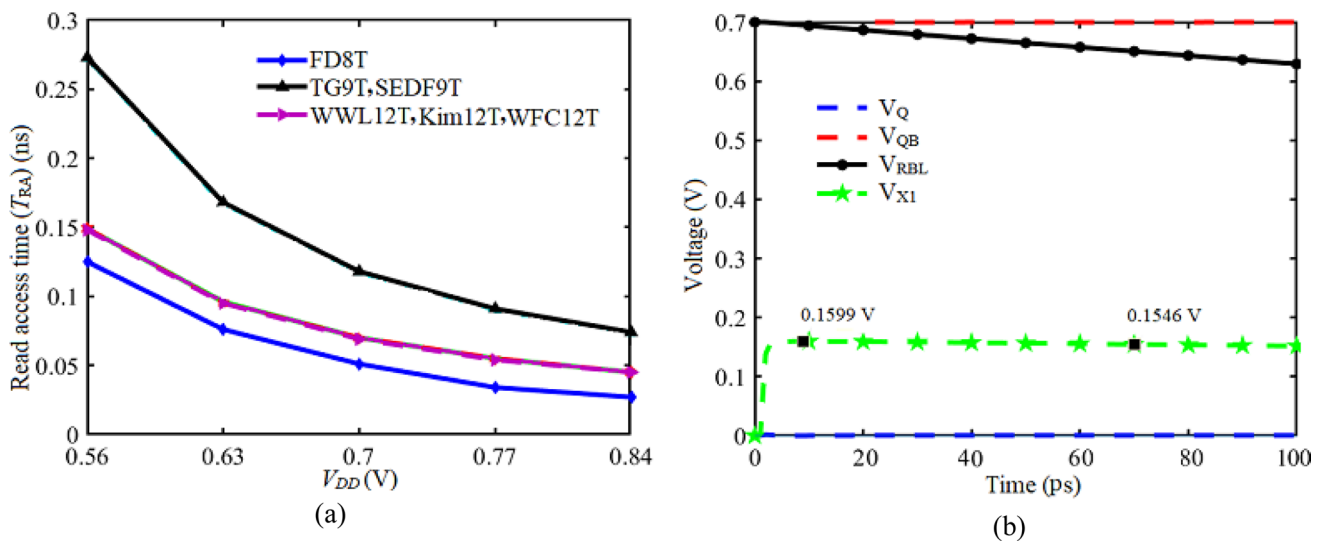 0.3
0.25
0.2
0.15
0.1
0.05
0
Read access time (TRA) (ns)
FD8T
TG9T,SEDF9T
WWL12T,Kim12T,WFC12T
0.56 0.63 0.7 0.77 0.84
VDD (V)
(a)
0.7
0.6
0.5
0.4
0.3
0.2
0.1
0
Voltage (V)
VQ
VQB
VRBL
VX1
0.1599 V
0.1546 V
0 20 40 60 80 100
Time (ps)
(b)